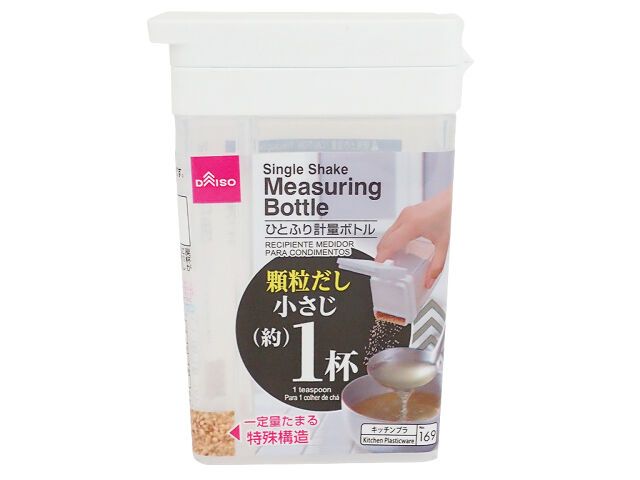 DAISO
Single Shake
Measuring
Bottle
ひとふり計量ボトル
RECIPIENTE MEDIDOR
PARA CONDIMENTOS
顆粒だし
小さじ
(約)1杯
1 teaspoon
Para 1 colher de chá
一定量たまる
特殊構造
キッチンプラ
Kitchen Plasticware
No.
169